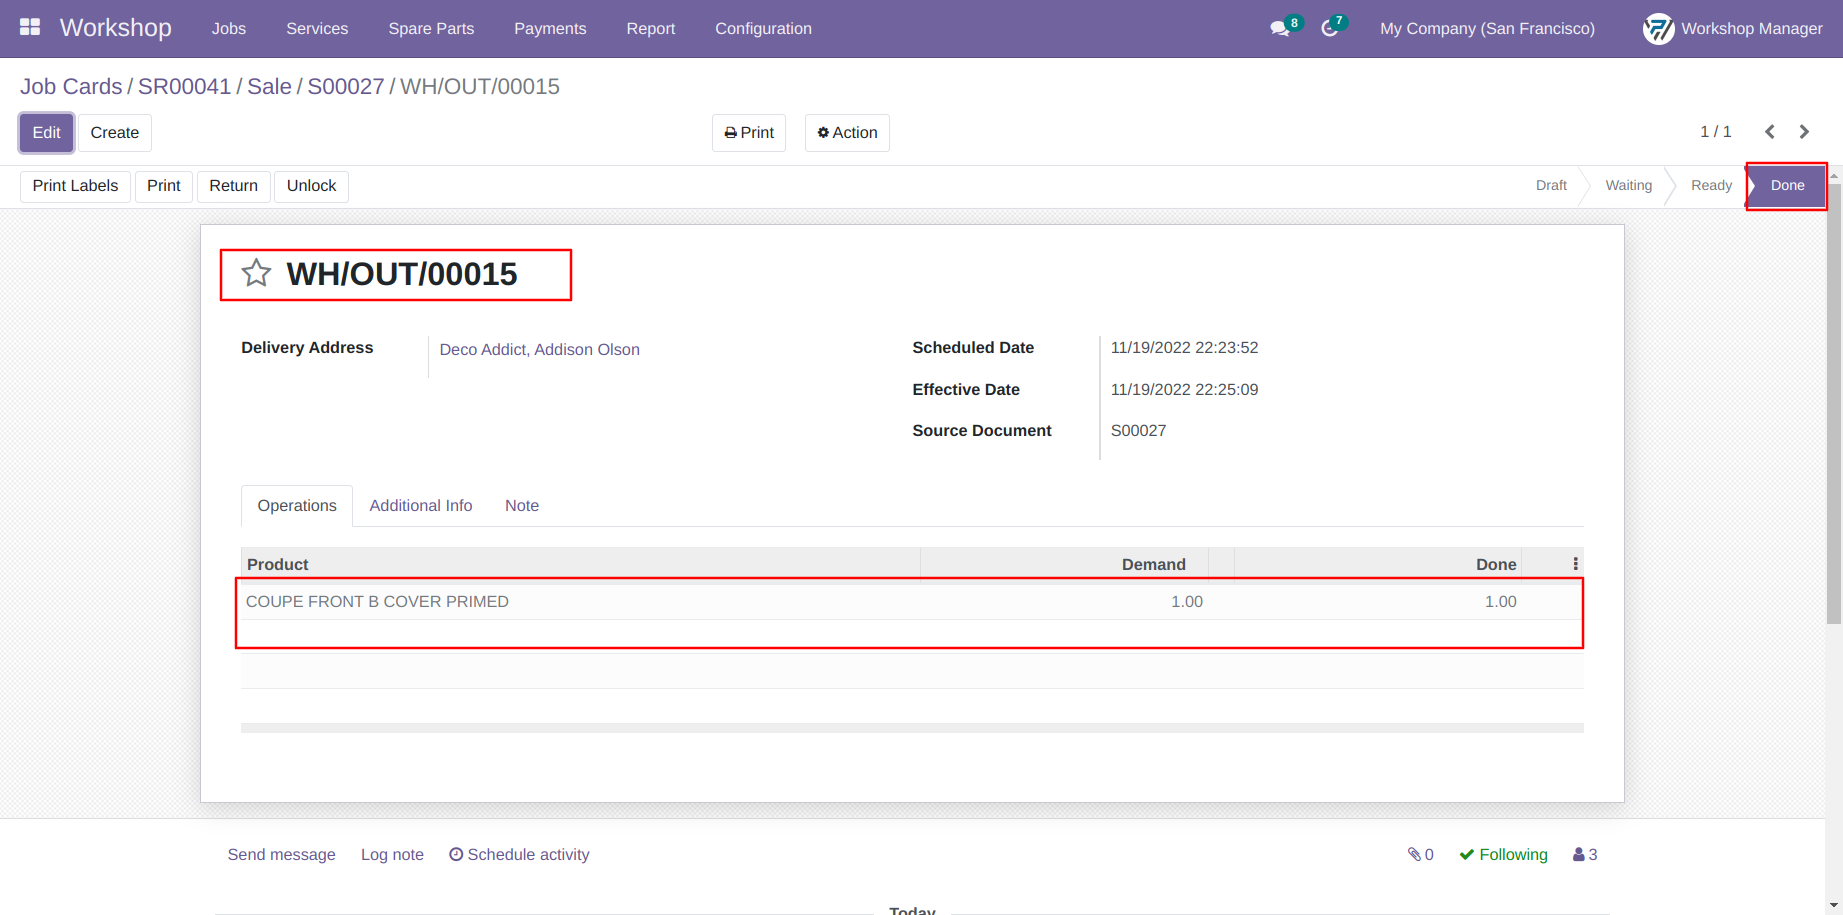 Workshop Jobs Services Spare Parts Payments Report Configuration 8 7 My Company (San Francisco) Workshop Manager
Job Cards / SR00041 / Sale / S00027 / WH/OUT/00015
Edit Create Print Action 1 / 1
Print Labels Print Return Unlock Draft Waiting Ready Done
WH/OUT/00015
Delivery Address Deco Addict, Addison Olson Scheduled Date 11/19/2022 22:23:52
Effective Date 11/19/2022 22:25:09
Source Document S00027
Operations Additional Info Note
Product Demand Done
COUPE FRONT B COVER PRIMED 1.00 1.00
Send message Log note Schedule activity 0 Following 3
Today